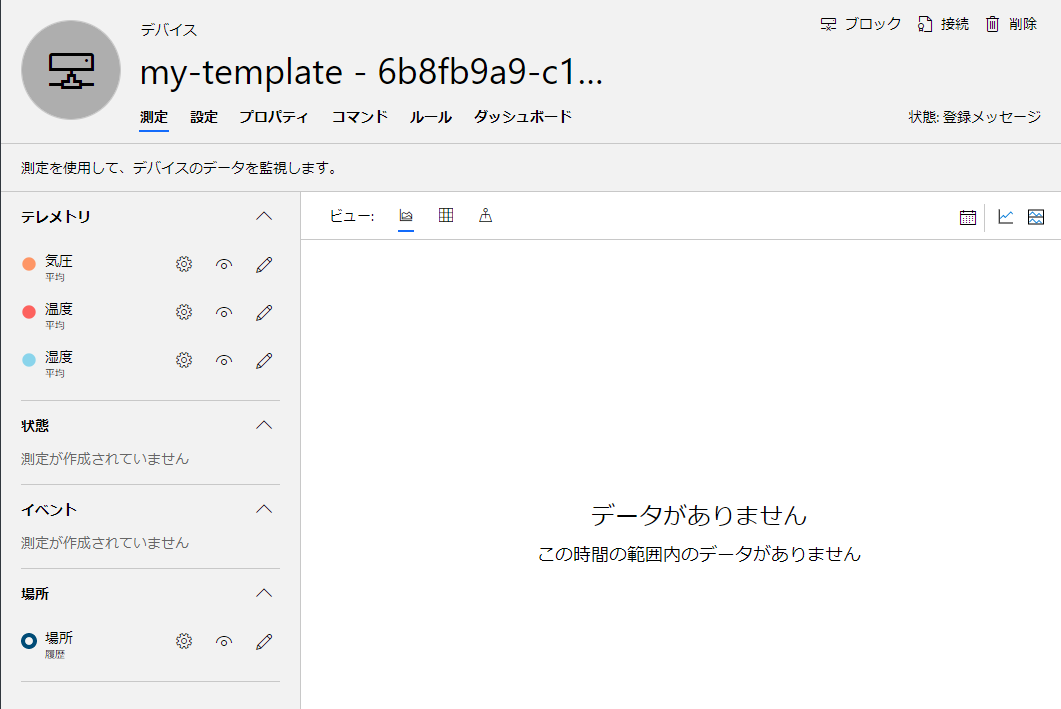 デバイス
ブロック 接続 削除
my-template - 6b8fb9a9-c1...
測定 設定 プロパティ コマンド ルール ダッシュボード
状態: 登録メッセージ
測定を使用して、デバイスのデータを監視します。
テレメトリ
気圧
平均
温度
平均
湿度
平均
状態
測定が作成されていません
イベント
測定が作成されていません
場所
場所
履歴
ビュー:
データがありません
この時間の範囲内のデータがありません